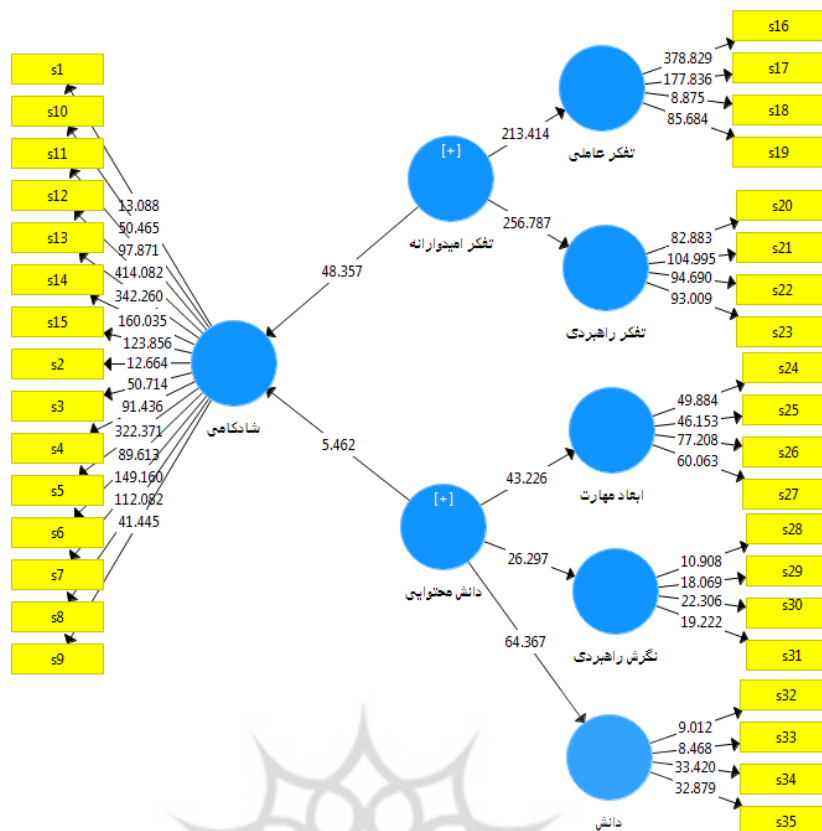 s1
s10
s11
s12
s13
s14
s15
s2
s3
s4
s5
s6
s7
s8
s9
13.088
50.465
97.871
414.082
342.260
160.035
123.856
12.664
50.714
91.436
322.371
89.613
149.160
112.082
41.445
شادکامی
48.357
5.462
[+]
تفکر امیدوارانه
[+]
دانش محتوایی
213.414
256.787
43.226
26.297
64.367
تفکر عاملی
378.829
177.836
8.875
85.684
s16
s17
s18
s19
تفکر راهبردی
82.883
104.995
94.690
93.009
s20
s21
s22
s23
ابعاد مهارت
49.884
46.153
77.208
60.063
s24
s25
s26
s27
نگرش راهبردی
10.908
18.069
22.306
19.222
s28
s29
s30
s31
دانش
9.012
8.468
33.420
32.879
s32
s33
s34
s35